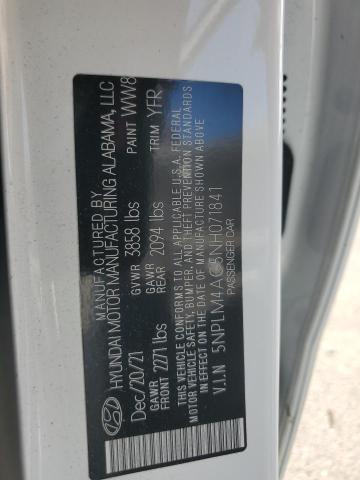 MANUFACTURED BY
HYUNDAI MOTOR MANUFACTURING ALABAMA, LLC
Dec/20/21 GVWR 3858 lbs PAINT WW8
GAWR FRONT 2271 lbs GAWR REAR 2094 lbs TRIM YFR
THIS VEHICLE CONFORMS TO ALL APPLICABLE U.S.A. FEDERAL
MOTOR VEHICLE SAFETY, BUMPER, AND THEFT PREVENTION STANDARDS
IN EFFECT ON THE DATE OF MANUFACTURE SHOWN ABOVE
V.I.N
PASSENGER CAR